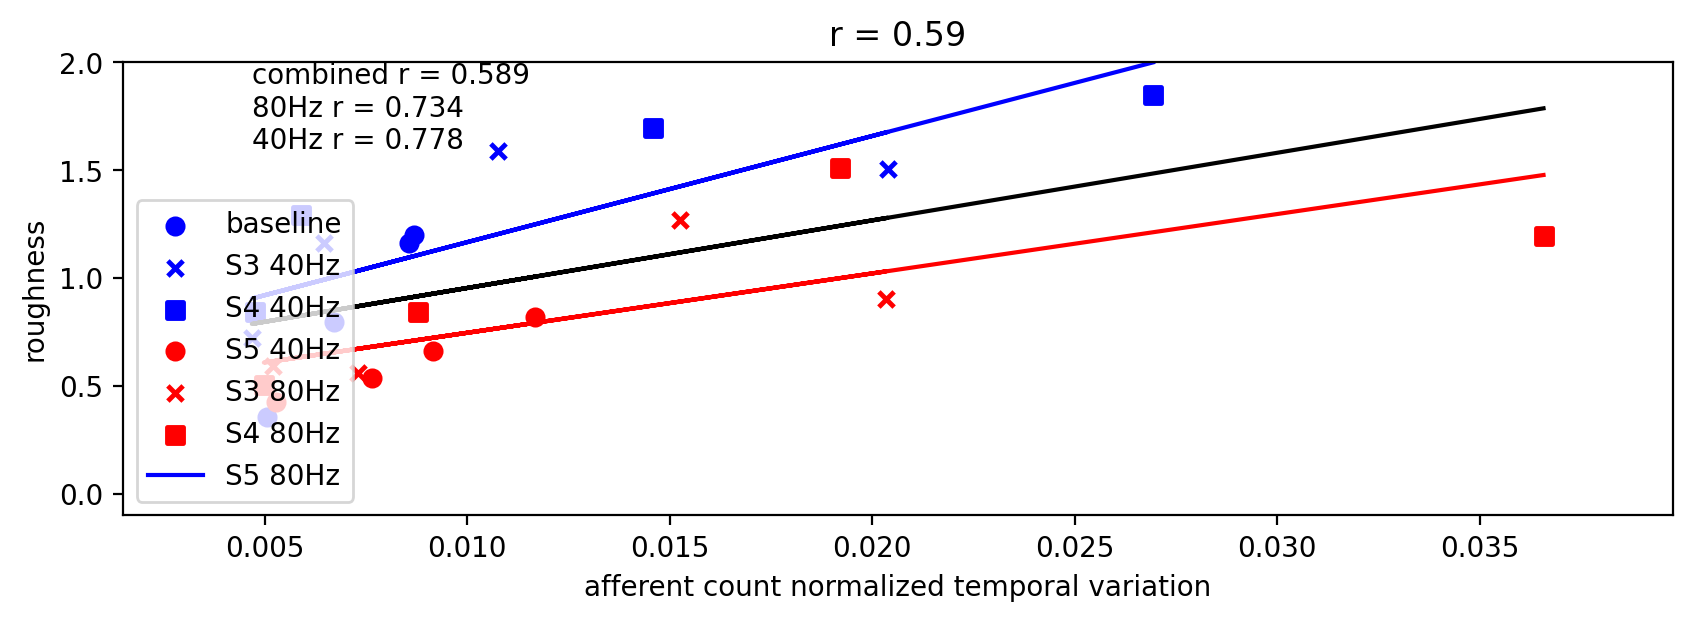 r = 0.59
combined r = 0.589
80Hz r = 0.734
40Hz r = 0.778
baseline
S3 40Hz
S4 40Hz
S5 40Hz
S3 80Hz
S4 80Hz
S5 80Hz
roughness
2.0
1.5
1.0
0.5
0.0
0.005 0.010 0.015 0.020 0.025 0.030 0.035
afferent count normalized temporal variation